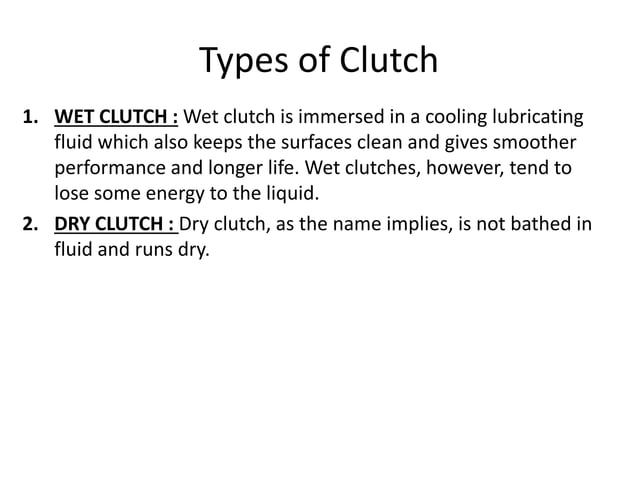 Types of Clutch
1. WET CLUTCH : Wet clutch is immersed in a cooling lubricating
fluid which also keeps the surfaces clean and gives smoother
performance and longer life. Wet clutches, however, tend to
lose some energy to the liquid.
2. DRY CLUTCH : Dry clutch, as the name implies, is not bathed in
fluid and runs dry.